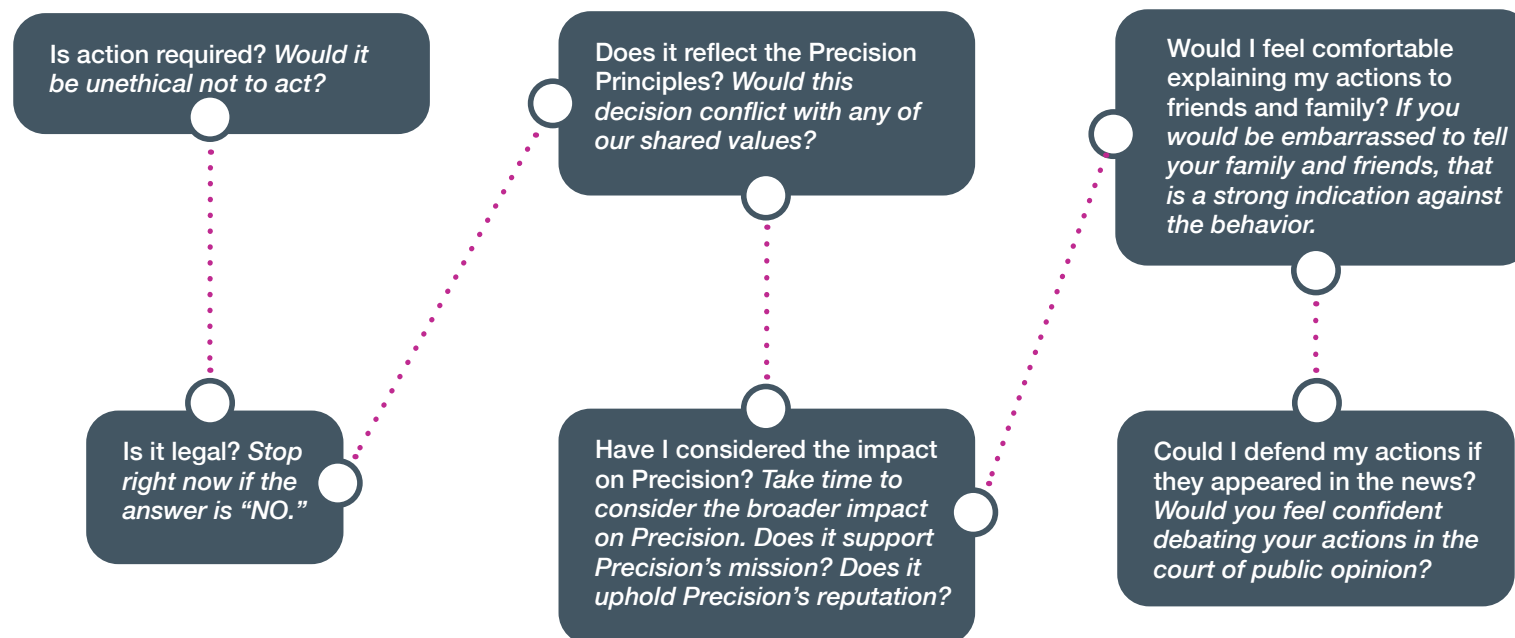 Is action required? Would it
be unethical not to act?
Is it legal? Stop
right now if the
answer is “NO.”
Does it reflect the Precision
Principles? Would this
decision conflict with any of
our shared values?
Have I considered the impact
on Precision? Take time to
consider the broader impact
on Precision. Does it support
Precision’s mission? Does it
uphold Precision’s reputation?
Would I feel comfortable
explaining my actions to
friends and family? If you
would be embarrassed to tell
your family and friends, that
is a strong indication against
the behavior.
Could I defend my actions if
they appeared in the news?
Would you feel confident
debating your actions in the
court of public opinion?